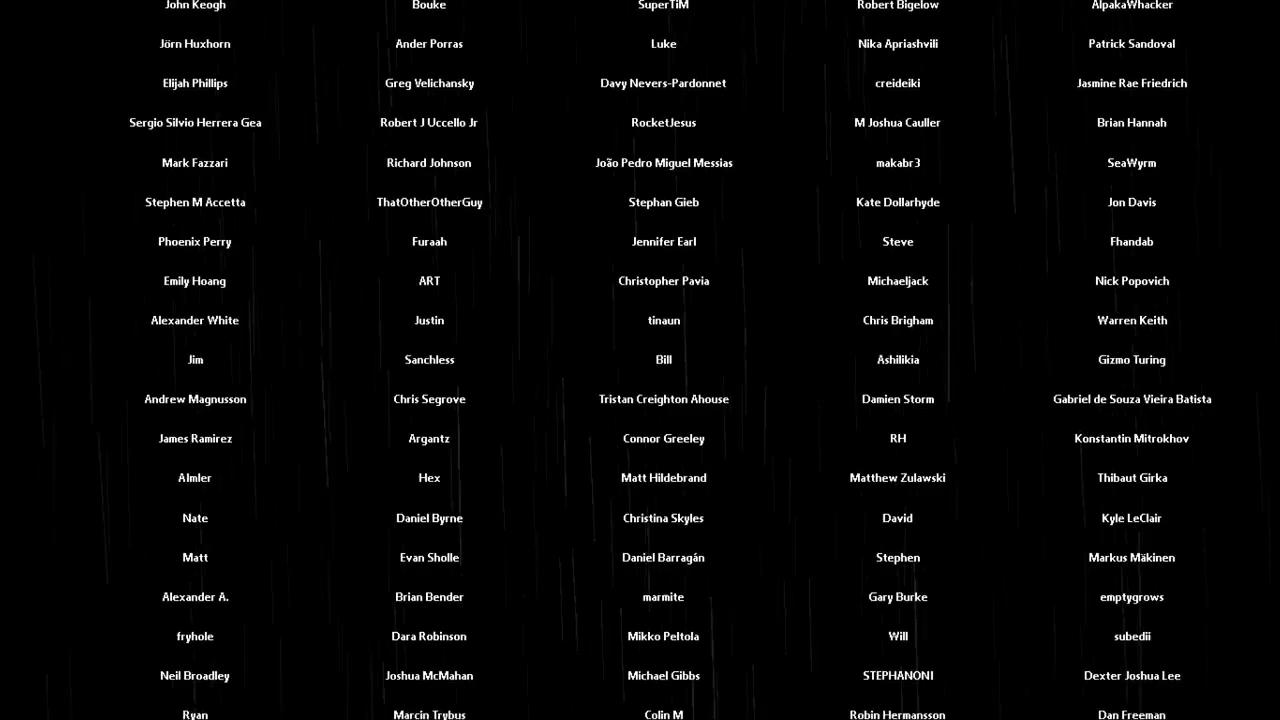 John Keogh Bouke SuperTiM Robert Bigelow AlpakaWhacker
Jörn Huxhorn Ander Porras Luke Nika Apriashvili Patrick Sandoval
Elijah Phillips Greg Velichansky Davy Nevers-Pardonnet creideiki Jasmine Rae Friedrich
Sergio Silvio Herrera Gea Robert J Uccello Jr RocketJesus M Joshua Cauller Brian Hannah
Mark Fazzari Richard Johnson João Pedro Miguel Messias makabr3 SeaWyrm
Stephen M Accetta ThatOtherOtherGuy Stephan Gieb Kate Dollarhyde Jon Davis
Phoenix Perry Furaah Jennifer Earl Steve Fhandab
Emily Hoang ART Christopher Pavia Michaeljack Nick Popovich
Alexander White Justin tinaun Chris Brigham Warren Keith
Jim Sanchless Bill Ashilikia Gizmo Turing
Andrew Magnusson Chris Segrove Tristan Creighton Ahouse Damien Storm Gabriel de Souza Vieira Batista
James Ramirez Argantz Connor Greeley RH Konstantin Mitrokhov
Almler Hex Matt Hildebrand Matthew Zulawski Thibaut Girka
Nate Daniel Byrne Christina Skyles David Kyle LeClair
Matt Evan Sholle Daniel Barragán Stephen Markus Mäkinen
Alexander A. Brian Bender marmite Gary Burke emptygrows
fryhole Dara Robinson Mikko Peltola Will subedii
Neil Broadley Joshua McMahan Michael Gibbs STEPHANONI Dexter Joshua Lee
Ryan Marcin Trybus Colin M Robin Hermansson Dan Freeman